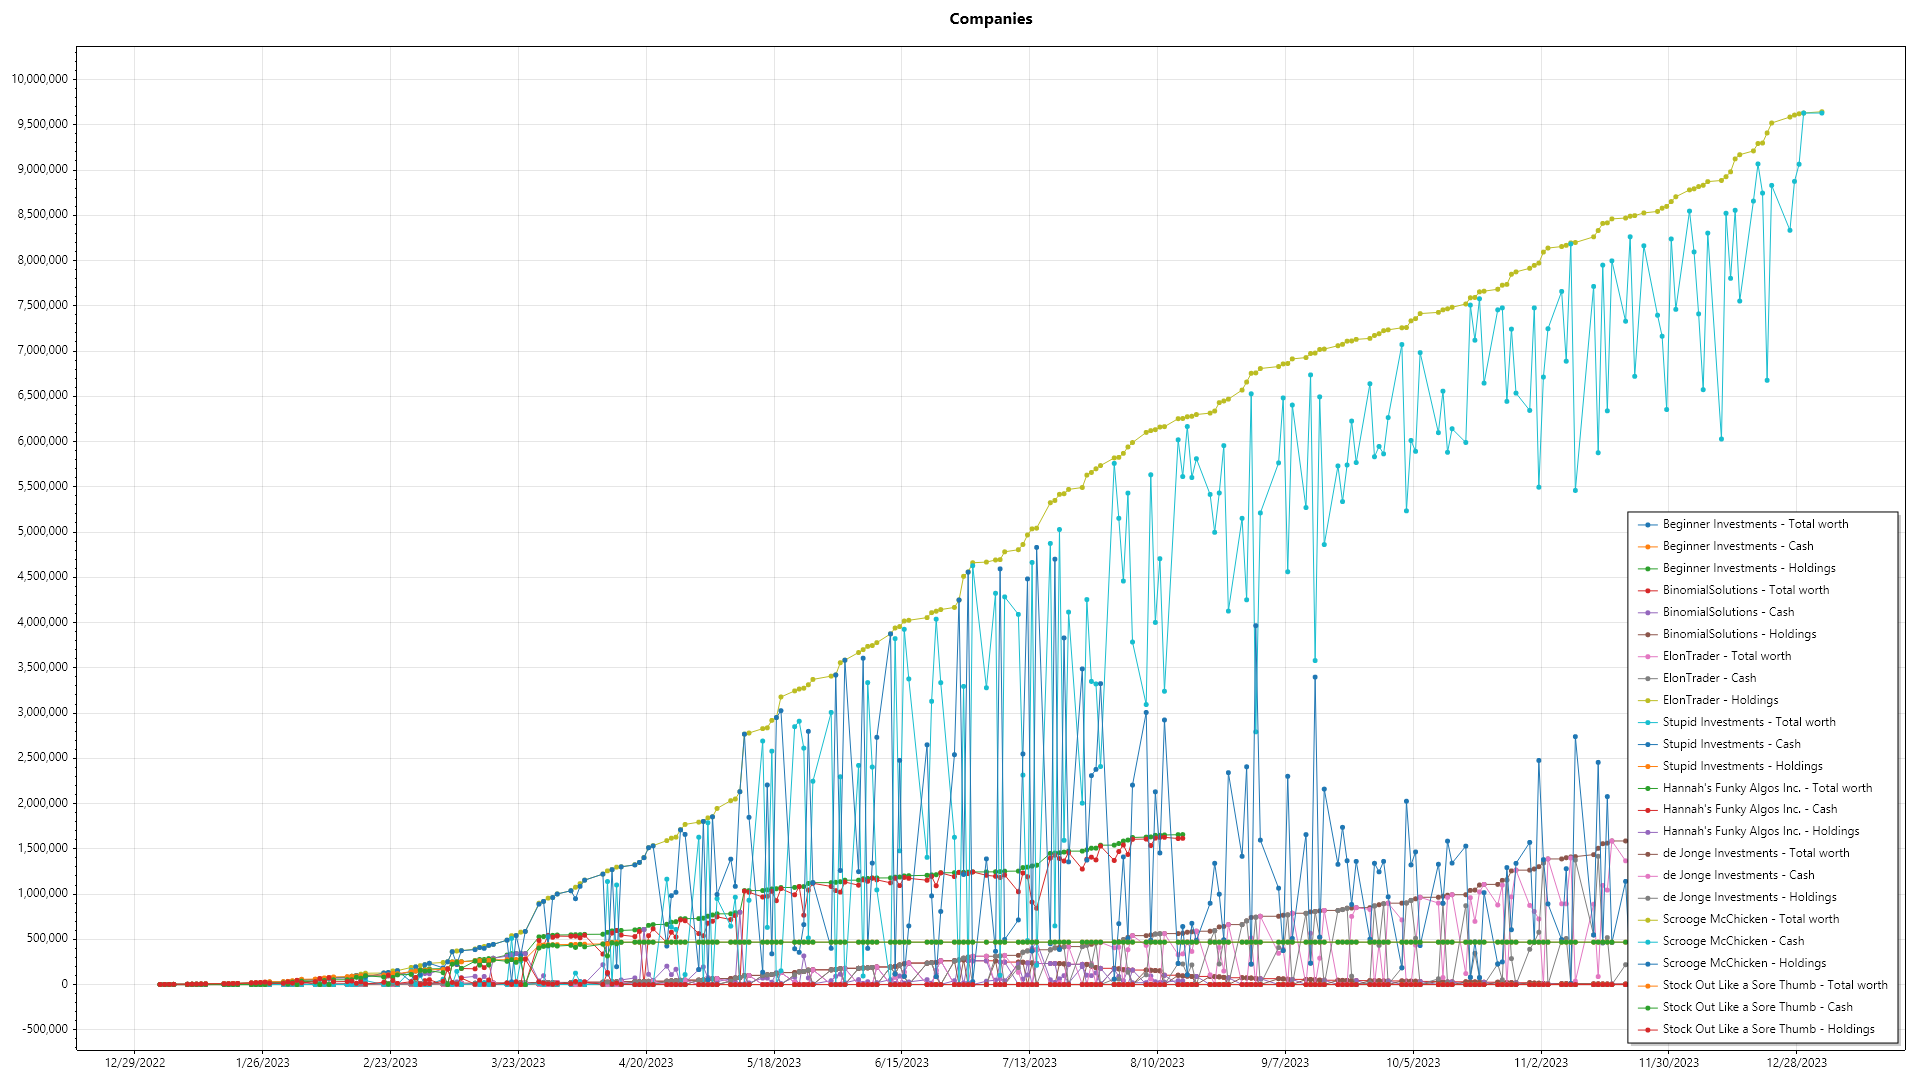 Companies
10,000,000
9,500,000
9,000,000
8,500,000
8,000,000
7,500,000
7,000,000
6,500,000
6,000,000
5,500,000
5,000,000
4,500,000
4,000,000
3,500,000
3,000,000
2,500,000
2,000,000
1,500,000
1,000,000
500,000
0
-500,000
12/29/2022 1/26/2023 2/23/2023 3/23/2023 4/20/2023 5/18/2023 6/15/2023 7/13/2023 8/10/2023 9/7/2023 10/5/2023 11/2/2023 11/30/2023 12/28/2023
Beginner Investments - Total worth
Beginner Investments - Cash
Beginner Investments - Holdings
BinomialSolutions - Total worth
BinomialSolutions - Cash
BinomialSolutions - Holdings
ElonTrader - Total worth
ElonTrader - Cash
ElonTrader - Holdings
Stupid Investments - Total worth
Stupid Investments - Cash
Stupid Investments - Holdings
Hannah's Funky Algos Inc. - Total worth
Hannah's Funky Algos Inc. - Cash
Hannah's Funky Algos Inc. - Holdings
de Jonge Investments - Total worth
de Jonge Investments - Cash
de Jonge Investments - Holdings
Scrooge McChicken - Total worth
Scrooge McChicken - Cash
Scrooge McChicken - Holdings
Stock Out Like a Sore Thumb - Total worth
Stock Out Like a Sore Thumb - Cash
Stock Out Like a Sore Thumb - Holdings